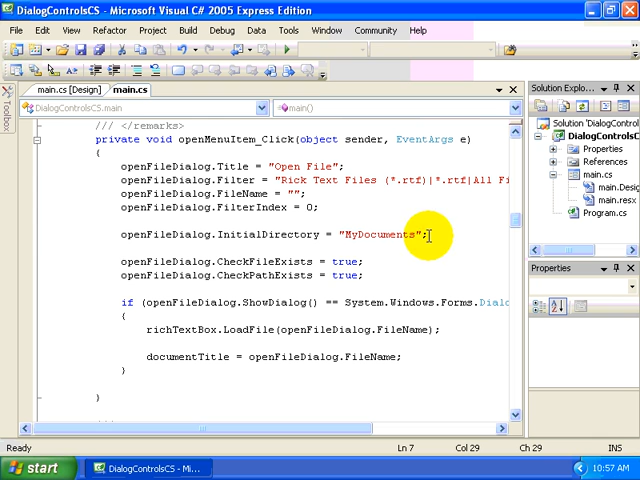 DialogControlsCS - Microsoft Visual C# 2005 Express Edition
File Edit View Refactor Project Build Debug Data Tools Window Community Help
main.cs [Design] main.cs
DialogControlsCS.main main()
Toolbox
/// </remarks>
private void openMenuItem_Click(object sender, EventArgs e)
{
openFileDialog.Title = "Open File";
openFileDialog.Filter = "Rick Text Files (*.rtf)|*.rtf|All Fi
openFileDialog.FileName = "";
openFileDialog.FilterIndex = 0;
openFileDialog.InitialDirectory = "MyDocuments";
openFileDialog.CheckFileExists = true;
openFileDialog.CheckPathExists = true;
if (openFileDialog.ShowDialog() == System.Windows.Forms.Dialo
{
richTextBox.LoadFile(openFileDialog.FileName);
documentTitle = openFileDialog.FileName;
}
}
Solution Explo...
Solution 'DialogCont
DialogControlsC
Properties
References
main.cs
main.Desig
main.resx
Program.cs
Properties
Ready Ln 7 Col 29 Ch 29 INS
start DialogControlsCS - Mi... 10:57 AM